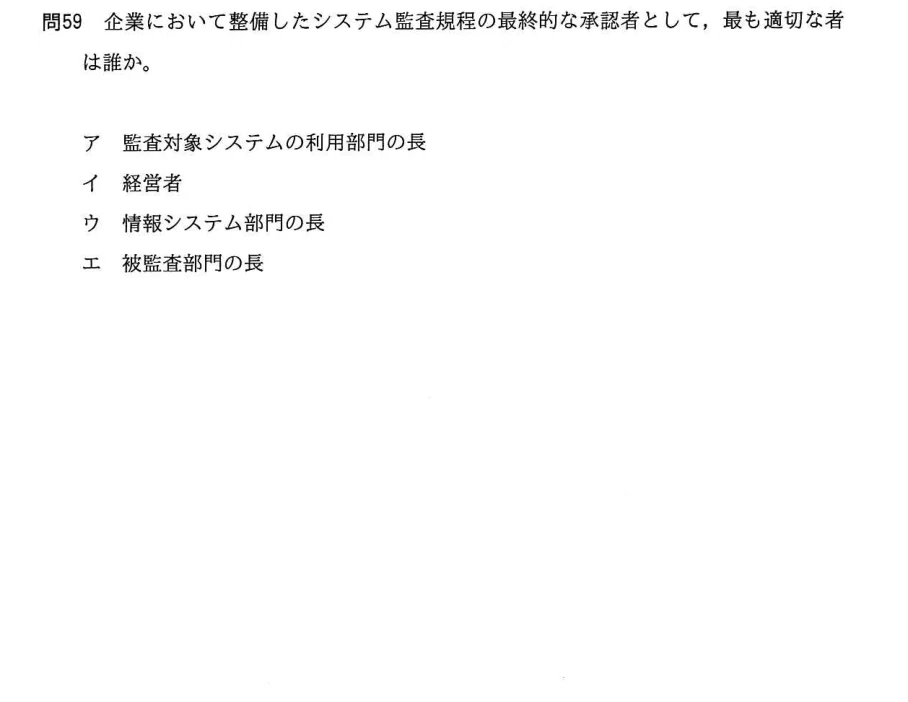 問59　企業において整備したシステム監査規程の最終的な承認者として，最も適切な者
は誰か。
ア　監査対象システムの利用部門の長
イ　経営者
ウ　情報システム部門の長
エ　被監査部門の長